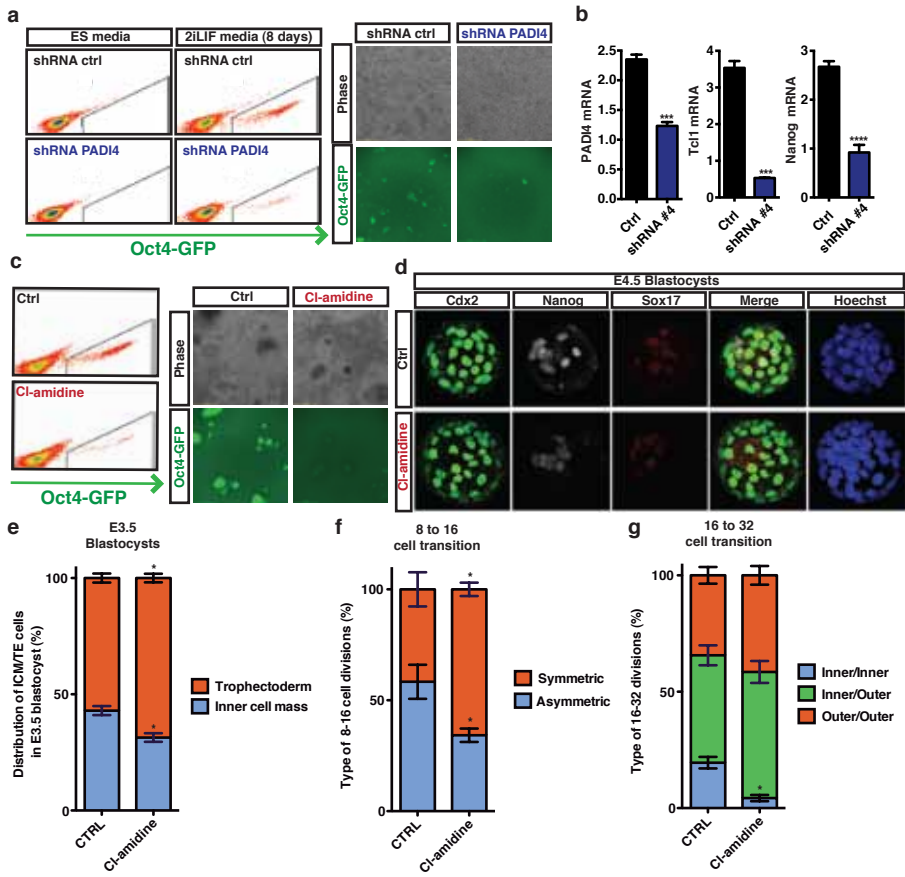 a
ES media
2iLIF media (8 days)
shRNA ctrl
shRNA ctrl
shRNA PADI4
shRNA PADI4
Oct4-GFP
shRNA ctrl
shRNA PADI4
Phase
Oct4-GFP
b
PADI4 mRNA
2.5
2.0
1.5
1.0
0.5
0.0
***
Ctrl
shRNA #4
Tcl1 mRNA
4
3
2
1
0
***
Ctrl
shRNA #4
Nanog mRNA
3
2
1
0
****
Ctrl
shRNA #4
c
Ctrl
Cl-amidine
Oct4-GFP
Ctrl
Cl-amidine
Phase
Oct4-GFP
d
E4.5 Blastocysts
Cdx2
Nanog
Sox17
Merge
Hoechst
Ctrl
Cl-amidine
e
E3.5
Blastocysts
Distribution of ICM/TE cells
in E3.5 blastocyst (%)
100
50
0
*
*
CTRL
Cl-amidine
Trophectoderm
Inner cell mass
f
8 to 16
cell transition
Type of 8-16 cell divisions (%)
100
50
0
*
*
CTRL
Cl-amidine
Symmetric
Asymmetric
g
16 to 32
cell transition
Type of 16-32 divisions (%)
100
50
0
*
CTRL
Cl-amidine
Inner/Inner
Inner/Outer
Outer/Outer